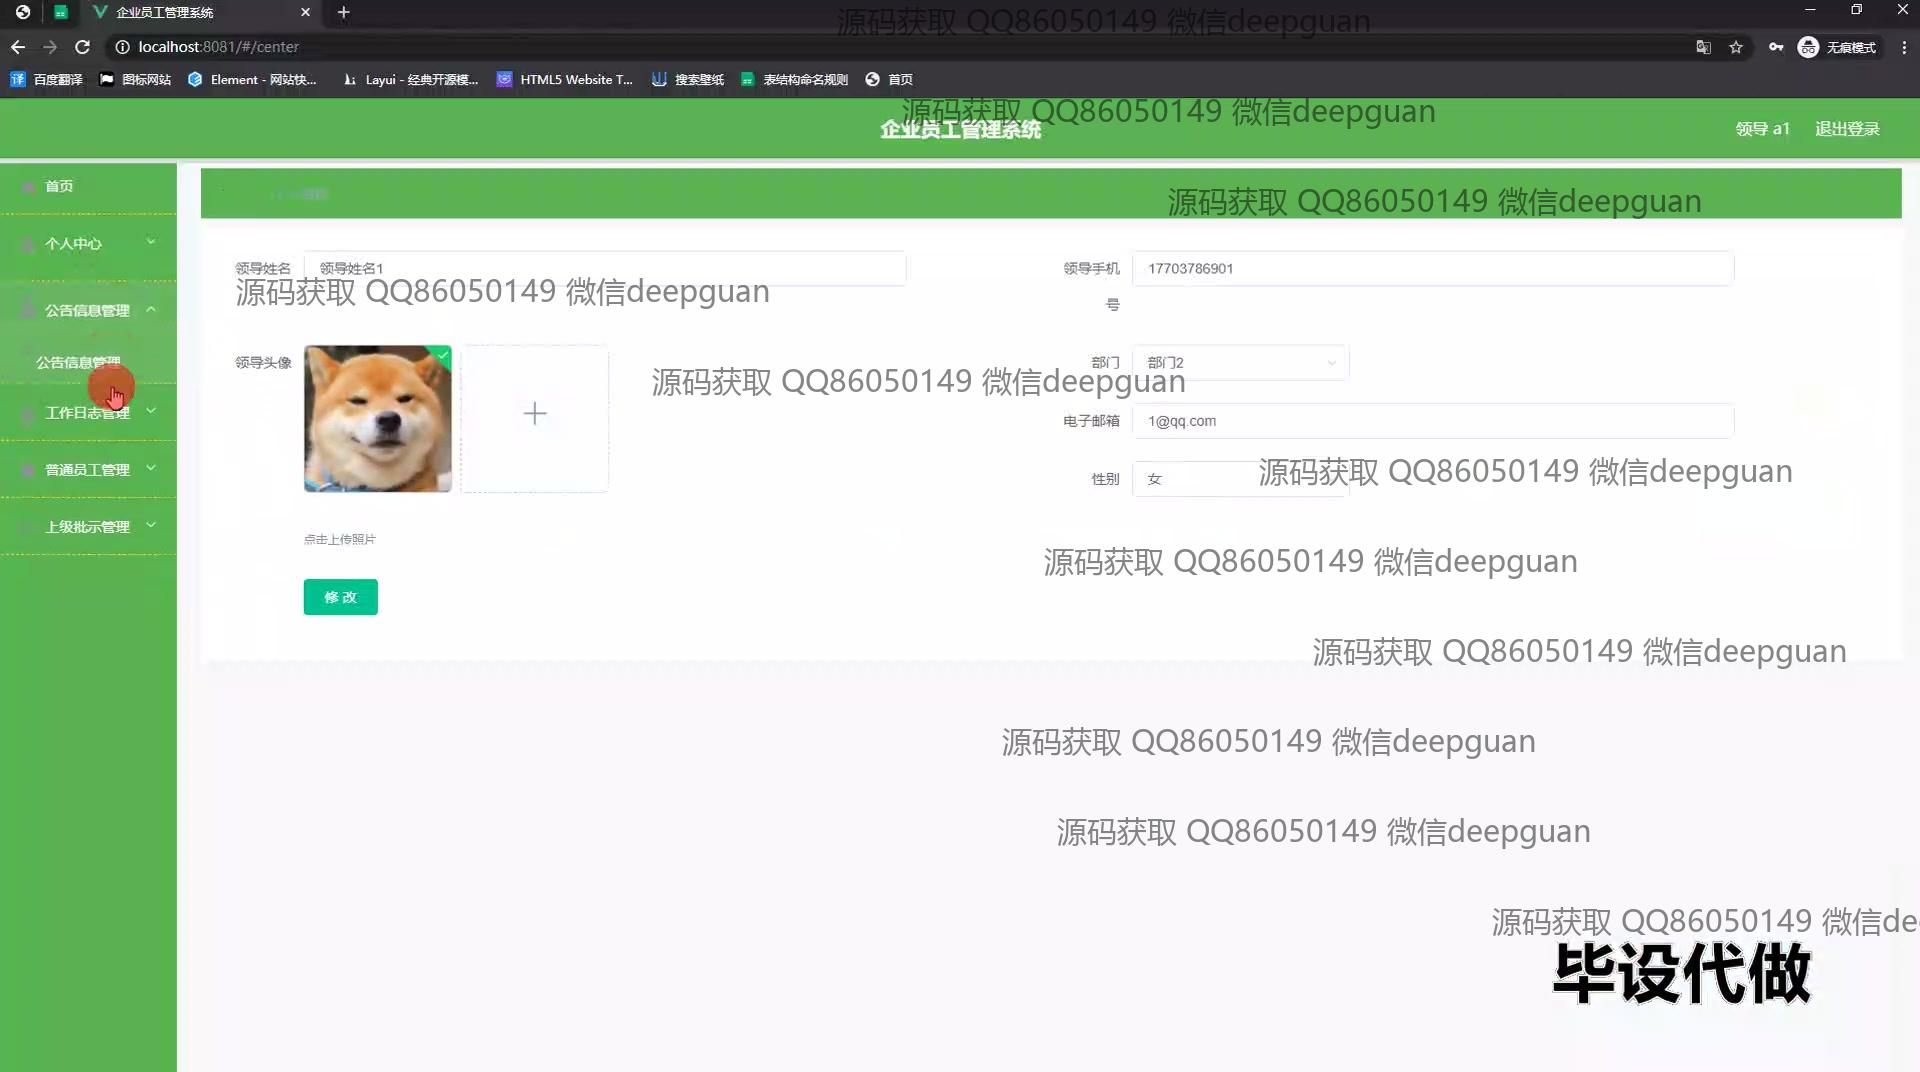 企业员工管理系统
源码获取 QQ86050149 微信deepguan
localhost:8081/#/center
无痕模式
百度翻译 图标网站 Element - 网站快... Layui - 经典开源模... HTML5 Website T... 搜索壁纸 表结构命名规则 首页
源码获取 QQ86050149 微信deepguan
企业员工管理系统
领导 a1 退出登录
首页
源码获取 QQ86050149 微信deepguan
个人中心
领导姓名 领导姓名1
领导手机号 17703786901
源码获取 QQ86050149 微信deepguan
公告信息管理
公告信息管理
领导头像
部门 部门2
源码获取 QQ86050149 微信deepguan
工作日志管理
电子邮箱 1@qq.com
普通员工管理
性别 女
源码获取 QQ86050149 微信deepguan
上级批示管理
点击上传照片
源码获取 QQ86050149 微信deepguan
修 改
源码获取 QQ86050149 微信deepguan
源码获取 QQ86050149 微信deepguan
源码获取 QQ86050149 微信deepguan
源码获取 QQ86050149 微信de
毕设代做